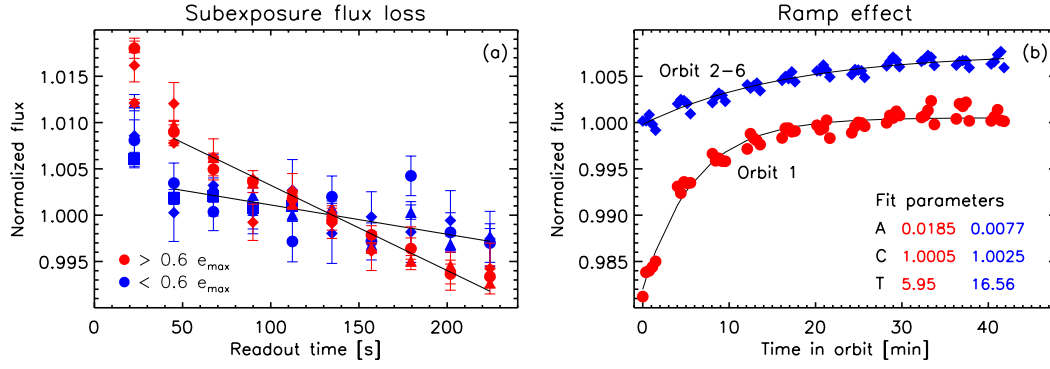 Subexposure flux loss
(a)
Normalized flux
1.015
1.010
1.005
1.000
0.995
> 0.6 e_max
< 0.6 e_max
0 50 100 150 200
Readout time [s]
Ramp effect
(b)
Normalized flux
1.005
1.000
0.995
0.990
0.985
Orbit 2−6
Orbit 1
Fit parameters
A 0.0185 0.0077
C 1.0005 1.0025
T 5.95 16.56
0 10 20 30 40
Time in orbit [min]